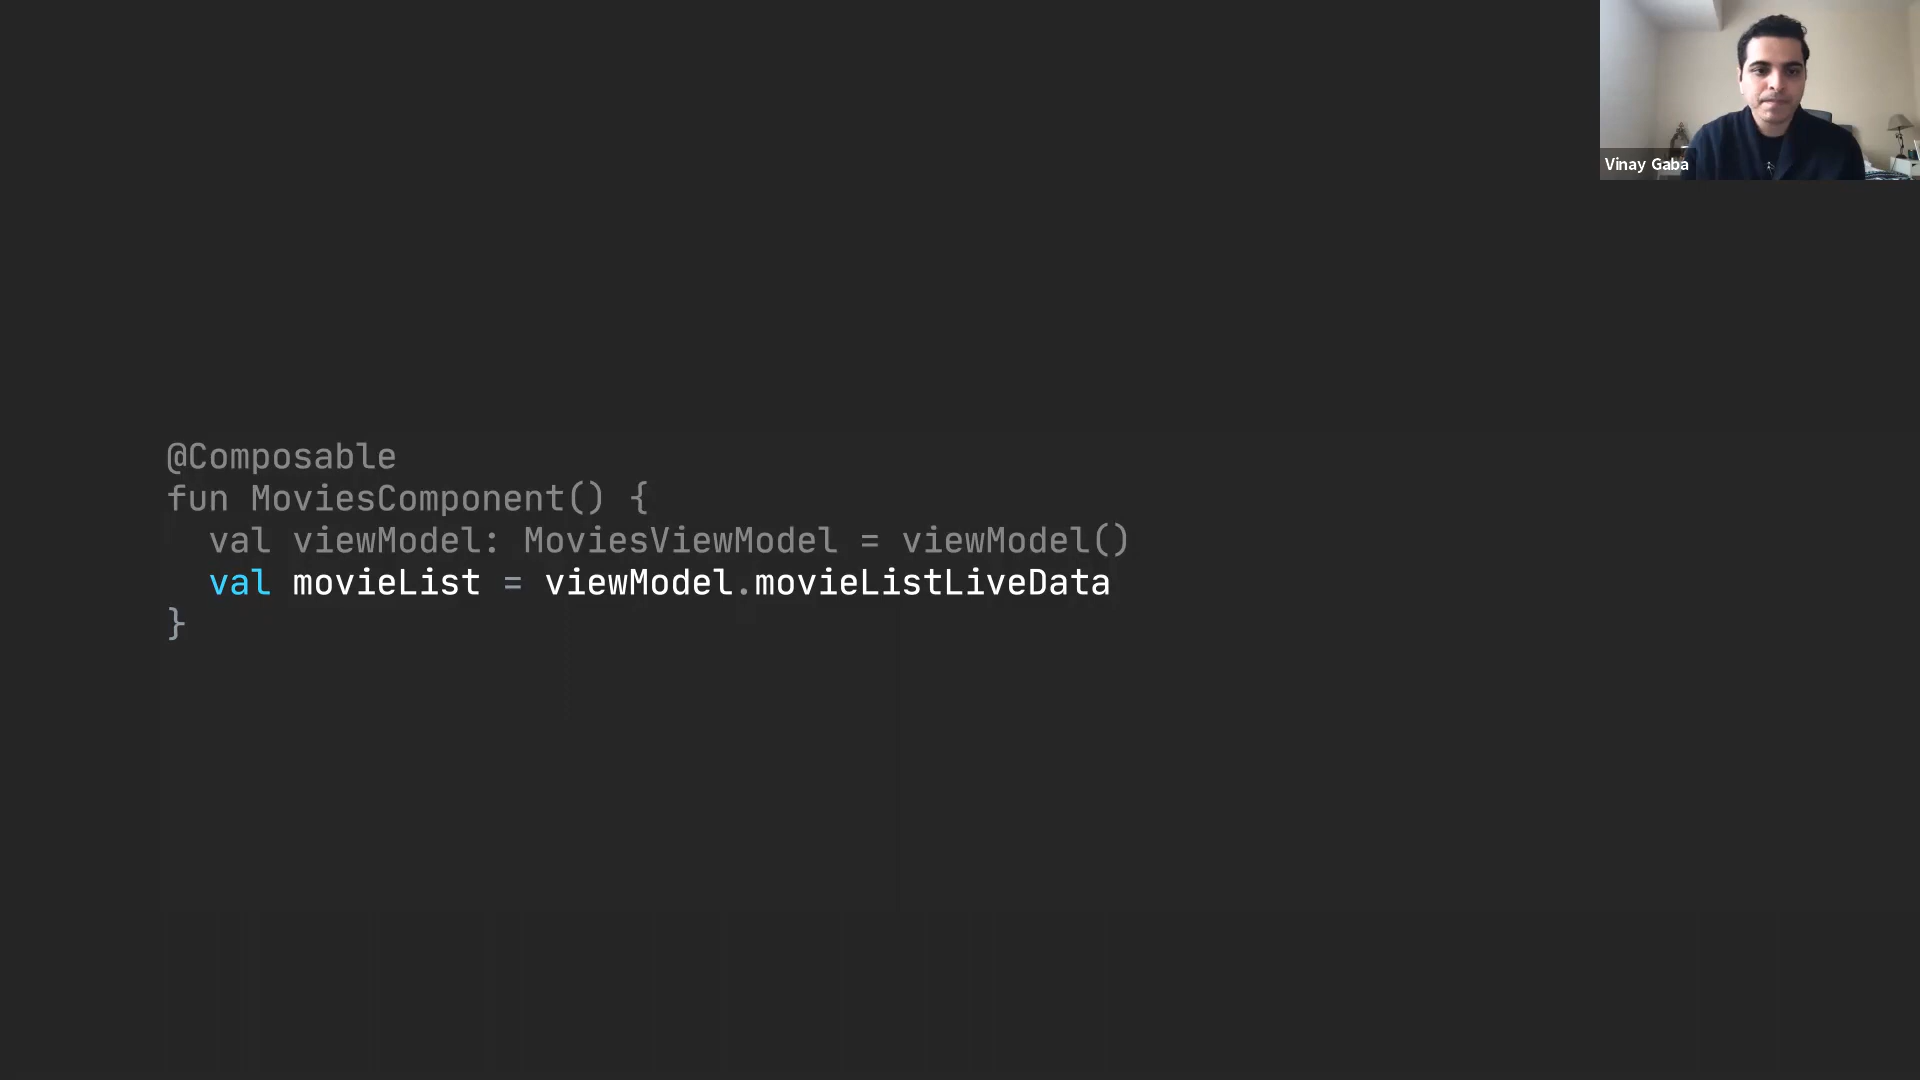 Vinay Gaba
@Composable
fun MoviesComponent() {
  val viewModel: MoviesViewModel = viewModel()
  val movieList = viewModel.movieListLiveData
}